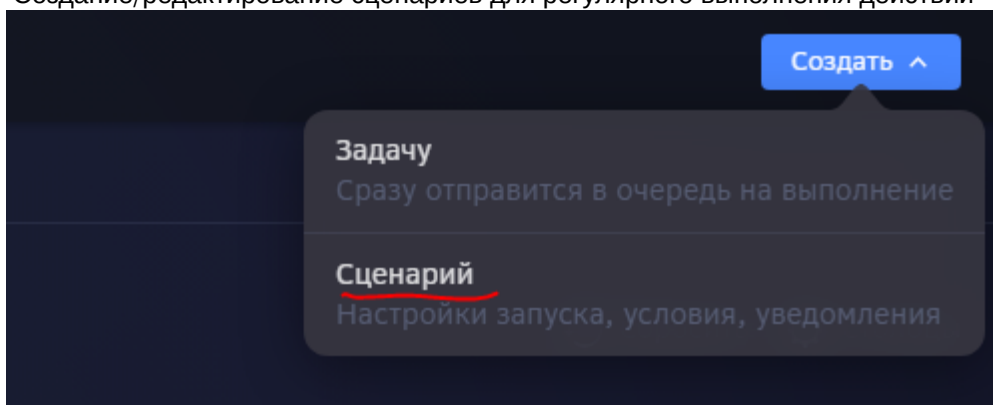 Создание/редактирование сценариев для регулярного выполнения действий
Создать
Задачу
Сразу отправится в очередь на выполнение
Сценарий
Настройки запуска, условия, уведомления